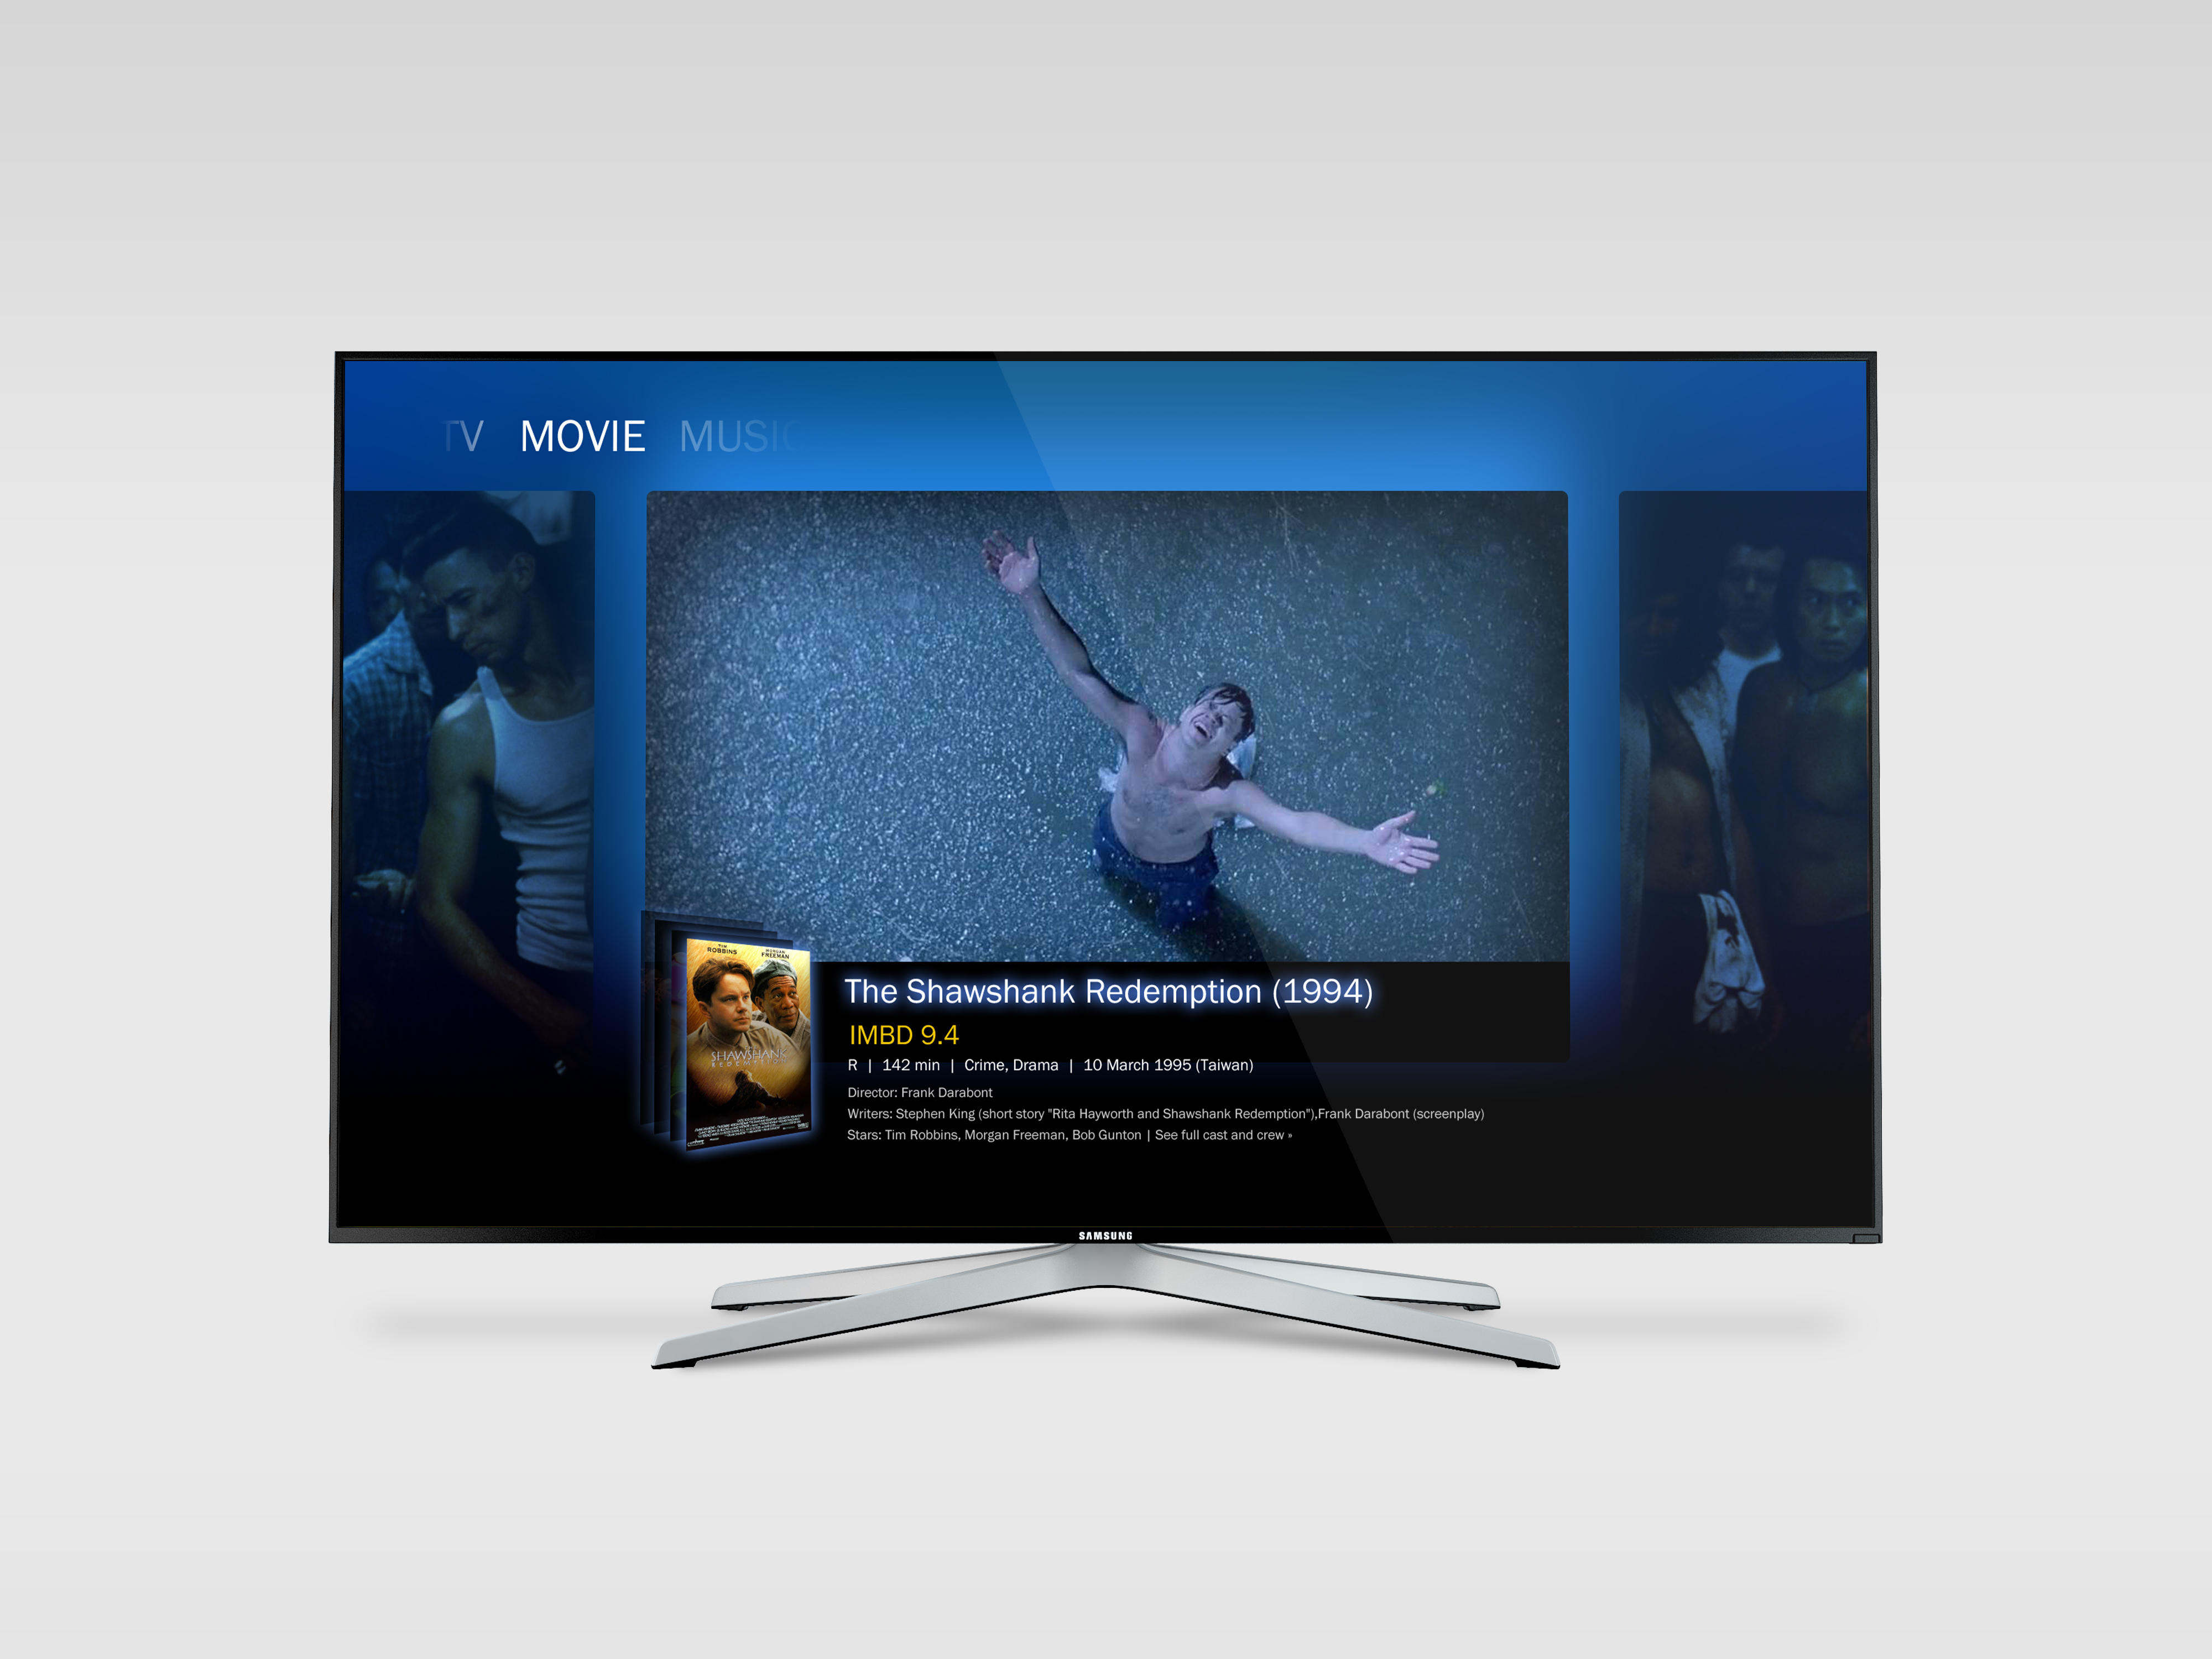 TV MOVIE MUSIC
TIM ROBBINS MORGAN FREEMAN
SHAWSHANK
REDEMPTION
The Shawshank Redemption (1994)
IMBD 9.4
R | 142 min | Crime, Drama | 10 March 1995 (Taiwan)
Director: Frank Darabont
Writers: Stephen King (short story "Rita Hayworth and Shawshank Redemption"),Frank Darabont (screenplay)
Stars: Tim Robbins, Morgan Freeman, Bob Gunton | See full cast and crew »
SAMSUNG